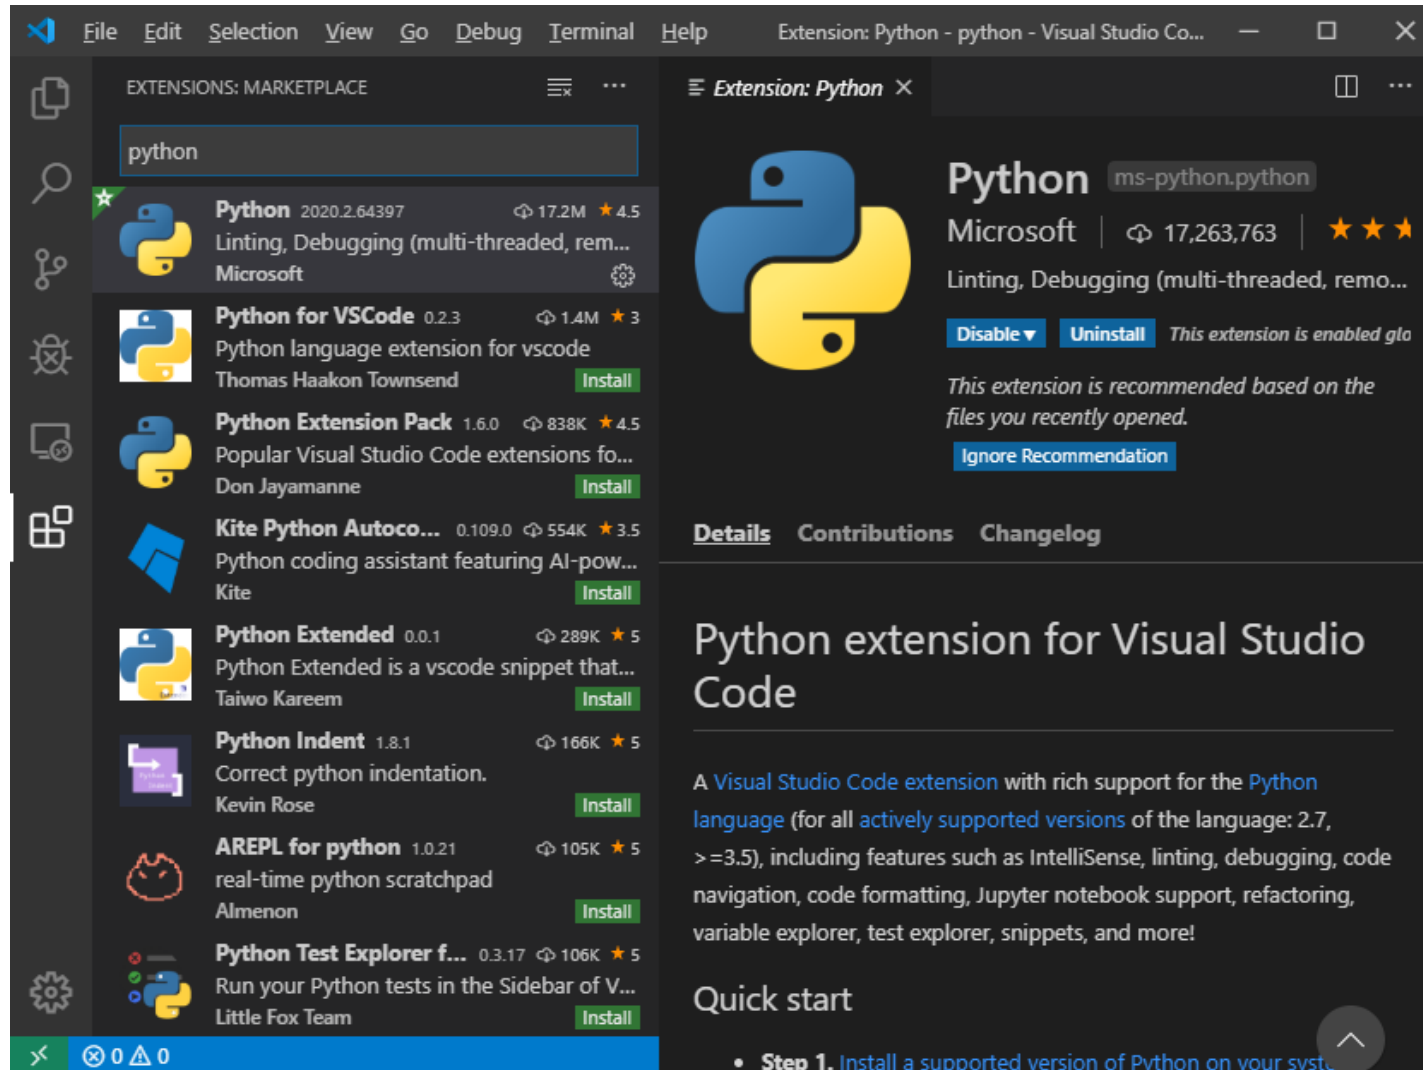 File Edit Selection View Go Debug Terminal Help Extension: Python - python - Visual Studio Co...
EXTENSIONS: MARKETPLACE
python
Python 2020.2.64397 17.2M ★ 4.5
Linting, Debugging (multi-threaded, rem...
Microsoft
Python for VSCode 0.2.3 1.4M ★ 3
Python language extension for vscode
Thomas Haakon Townsend Install
Python Extension Pack 1.6.0 838K ★ 4.5
Popular Visual Studio Code extensions fo...
Don Jayamanne Install
Kite Python Autoco... 0.109.0 554K ★ 3.5
Python coding assistant featuring AI-pow...
Kite Install
Python Extended 0.0.1 289K ★ 5
Python Extended is a vscode snippet that...
Taiwo Kareem Install
Python Indent 1.8.1 166K ★ 5
Correct python indentation.
Kevin Rose Install
AREPL for python 1.0.21 105K ★ 5
real-time python scratchpad
Almenon Install
Python Test Explorer f... 0.3.17 106K ★ 5
Run your Python tests in the Sidebar of V...
Little Fox Team Install
0 0
Extension: Python
Python ms-python.python
Microsoft 17,263,763
Linting, Debugging (multi-threaded, remo...
Disable Uninstall This extension is enabled glo
This extension is recommended based on the
files you recently opened.
Ignore Recommendation
Details Contributions Changelog
Python extension for Visual Studio
Code
A Visual Studio Code extension with rich support for the Python
language (for all actively supported versions of the language: 2.7,
>=3.5), including features such as IntelliSense, linting, debugging, code
navigation, code formatting, Jupyter notebook support, refactoring,
variable explorer, test explorer, snippets, and more!
Quick start
• Step 1. Install a supported version of Python on your